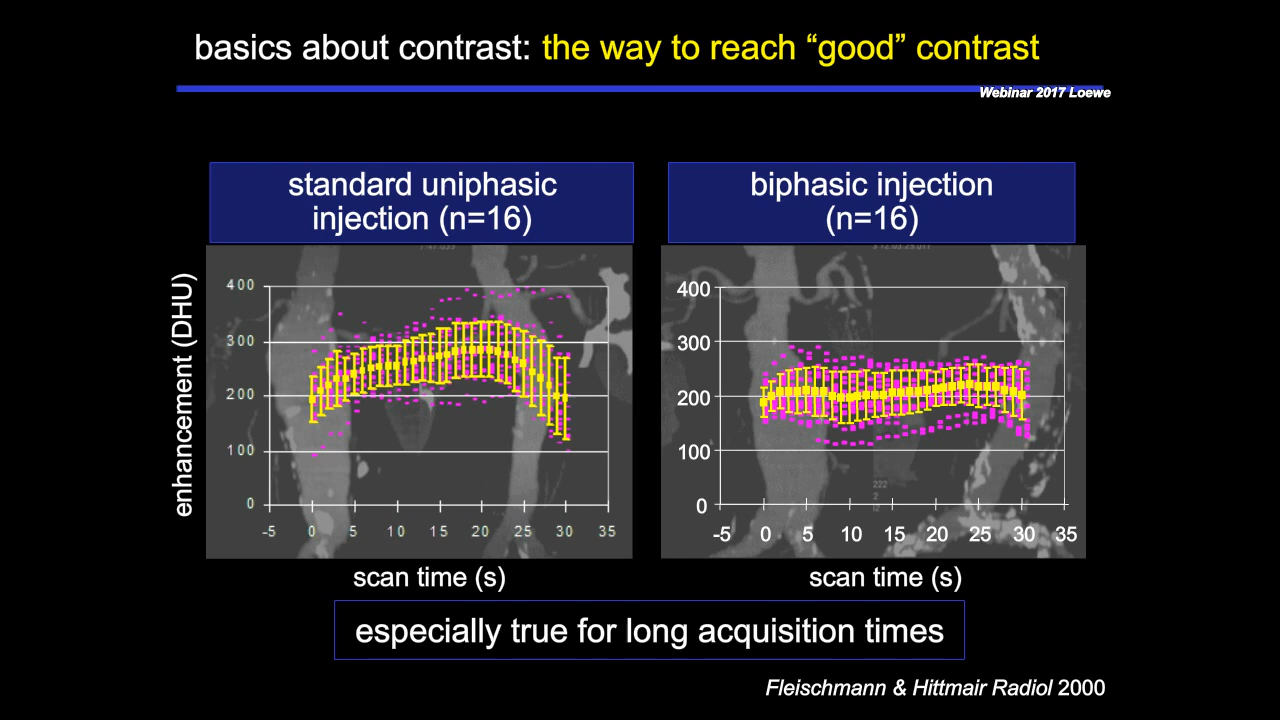 basics about contrast: the way to reach “good” contrast
Webinar 2017 Loewe
standard uniphasic
injection (n=16)
biphasic injection
(n=16)
enhancement (DHU)
400
300
200
100
0
-5 0 5 10 15 20 25 30 35
scan time (s)
400
300
200
100
0
222
2
-5 0 5 10 15 20 25 30 35
scan time (s)
especially true for long acquisition times
Fleischmann & Hittmair Radiol 2000